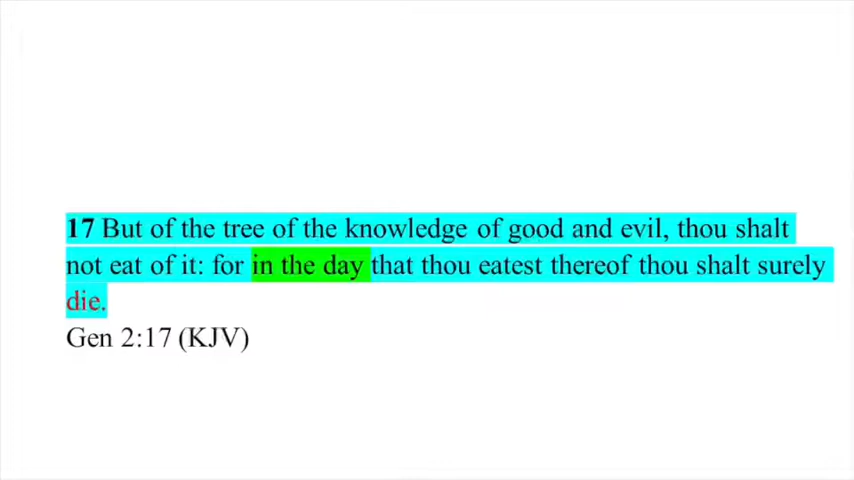 17 But of the tree of the knowledge of good and evil, thou shalt
not eat of it: for in the day that thou eatest thereof thou shalt surely
die.
Gen 2:17 (KJV)